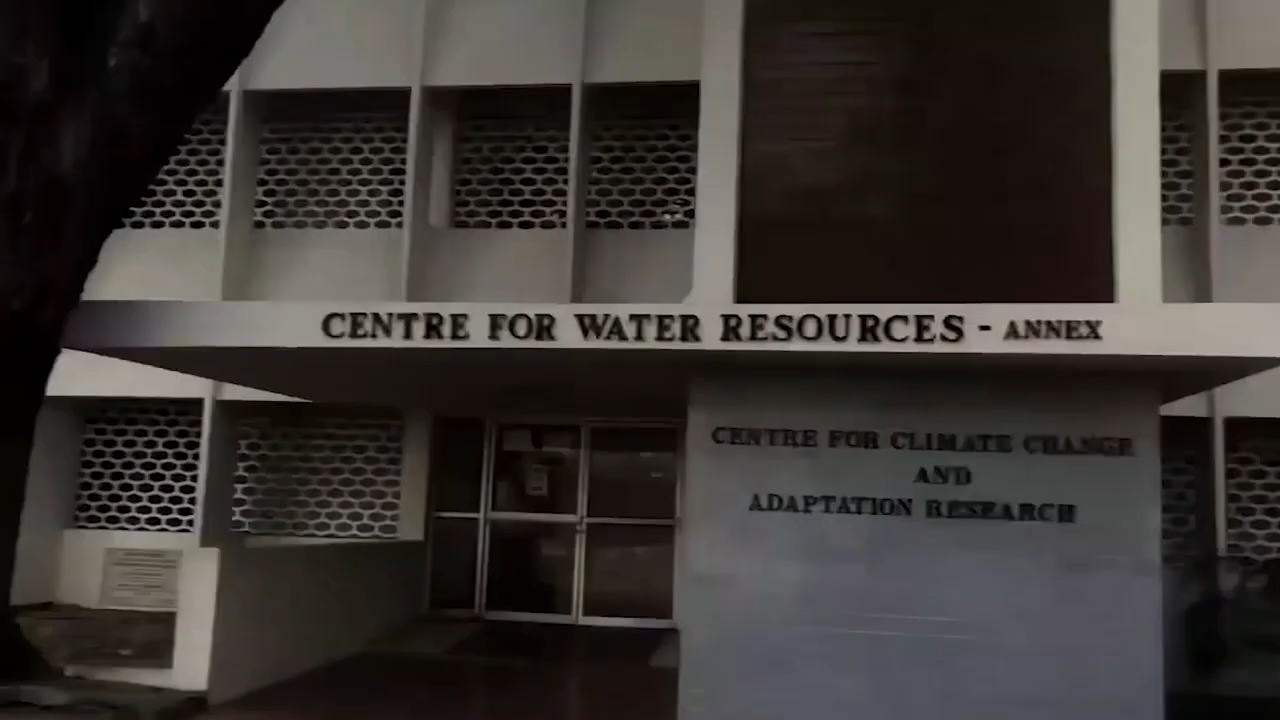 CENTRE FOR WATER RESOURCES - ANNEX
CENTRE FOR CLIMATE CHANGE
AND
ADAPTATION RESEARCH